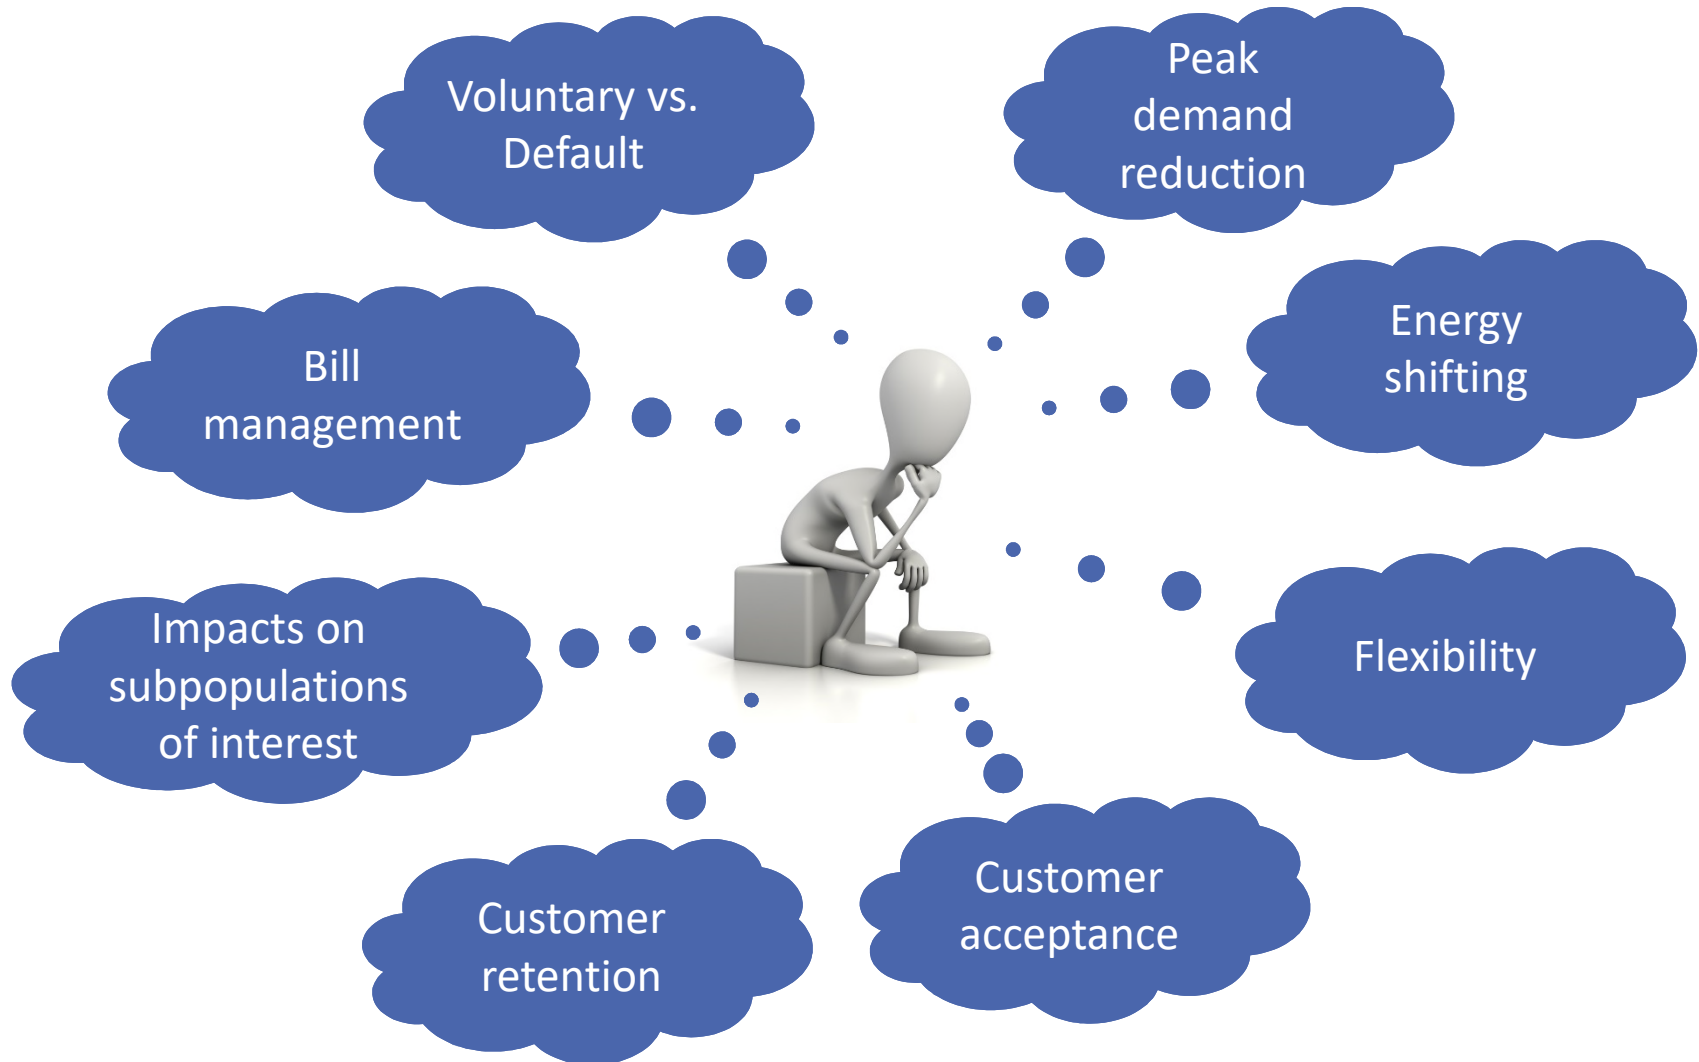 Voluntary vs.
Default
Peak
demand
reduction
Bill
management
Energy
shifting
Impacts on
subpopulations
of interest
Flexibility
Customer
retention
Customer
acceptance